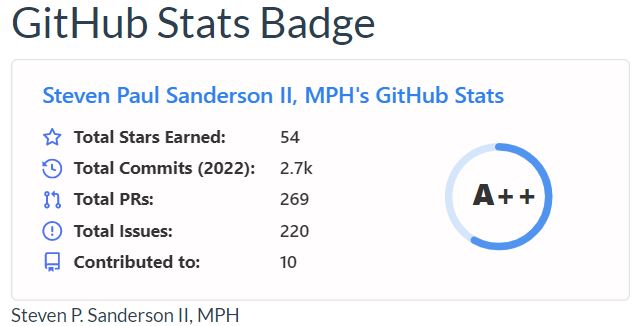 GitHub Stats Badge
Steven Paul Sanderson II, MPH's GitHub Stats
Total Stars Earned: 54
Total Commits (2022): 2.7k
Total PRs: 269
Total Issues: 220
Contributed to: 10
A++
Steven P. Sanderson II, MPH